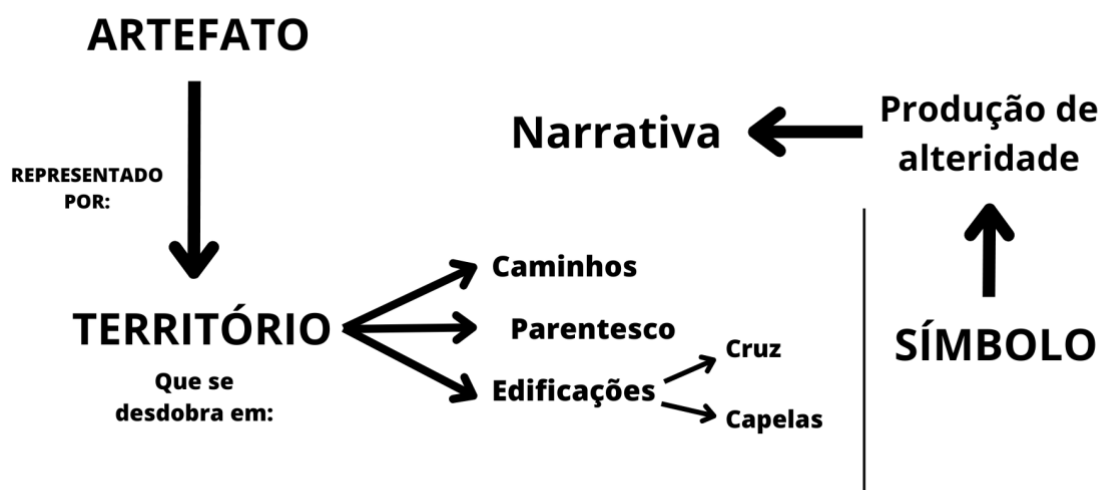 ARTEFATO
REPRESENTADO
POR:
TERRITÓRIO
Que se
desdobra em:
Caminhos
Parentesco
Edificações
Cruz
Capelas
Narrativa
Produção de
alteridade
SÍMBOLO